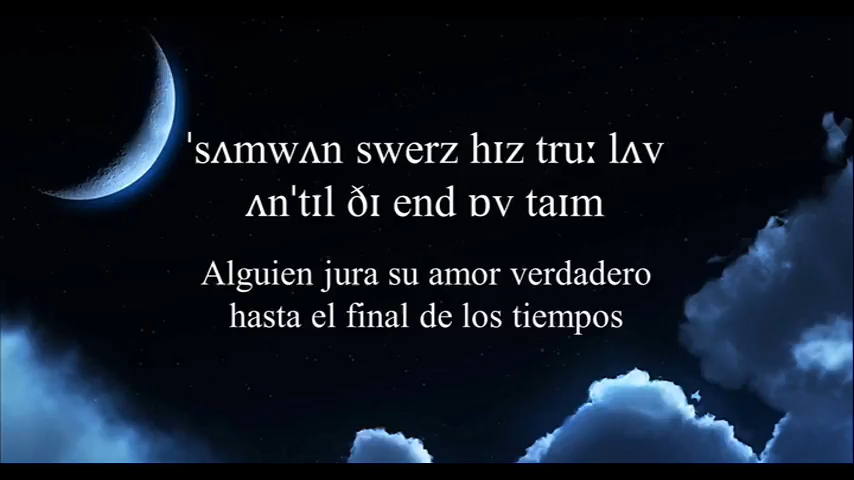 ˈsʌmwʌn swerz hɪz truː lʌv
ʌnˈtɪl ðɪ end ɒv taɪm
Alguien jura su amor verdadero
hasta el final de los tiempos